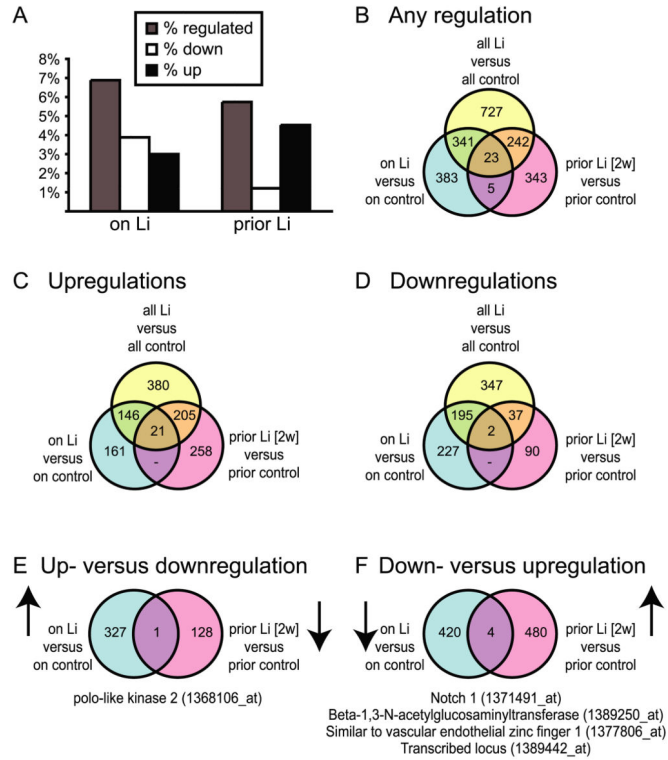 A
% regulated
% down
% up
8%
7%
6%
5%
4%
3%
2%
1%
on Li
prior Li
B Any regulation
all Li
versus
all control
727
341
242
23
383
5
343
on Li
versus
on control
prior Li [2w]
versus
prior control
C Upregulations
all Li
versus
all control
380
146
205
21
161
-
258
on Li
versus
on control
prior Li [2w]
versus
prior control
D Downregulations
all Li
versus
all control
347
195
37
2
227
-
90
on Li
versus
on control
prior Li [2w]
versus
prior control
E Up- versus downregulation
on Li
versus
on control
327
1
128
prior Li [2w]
versus
prior control
polo-like kinase 2 (1368106_at)
F Down- versus upregulation
on Li
versus
on control
420
4
480
prior Li [2w]
versus
prior control
Notch 1 (1371491_at)
Beta-1,3-N-acetylglucosaminyltransferase (1389250_at)
Similar to vascular endothelial zinc finger 1 (1377806_at)
Transcribed locus (1389442_at)